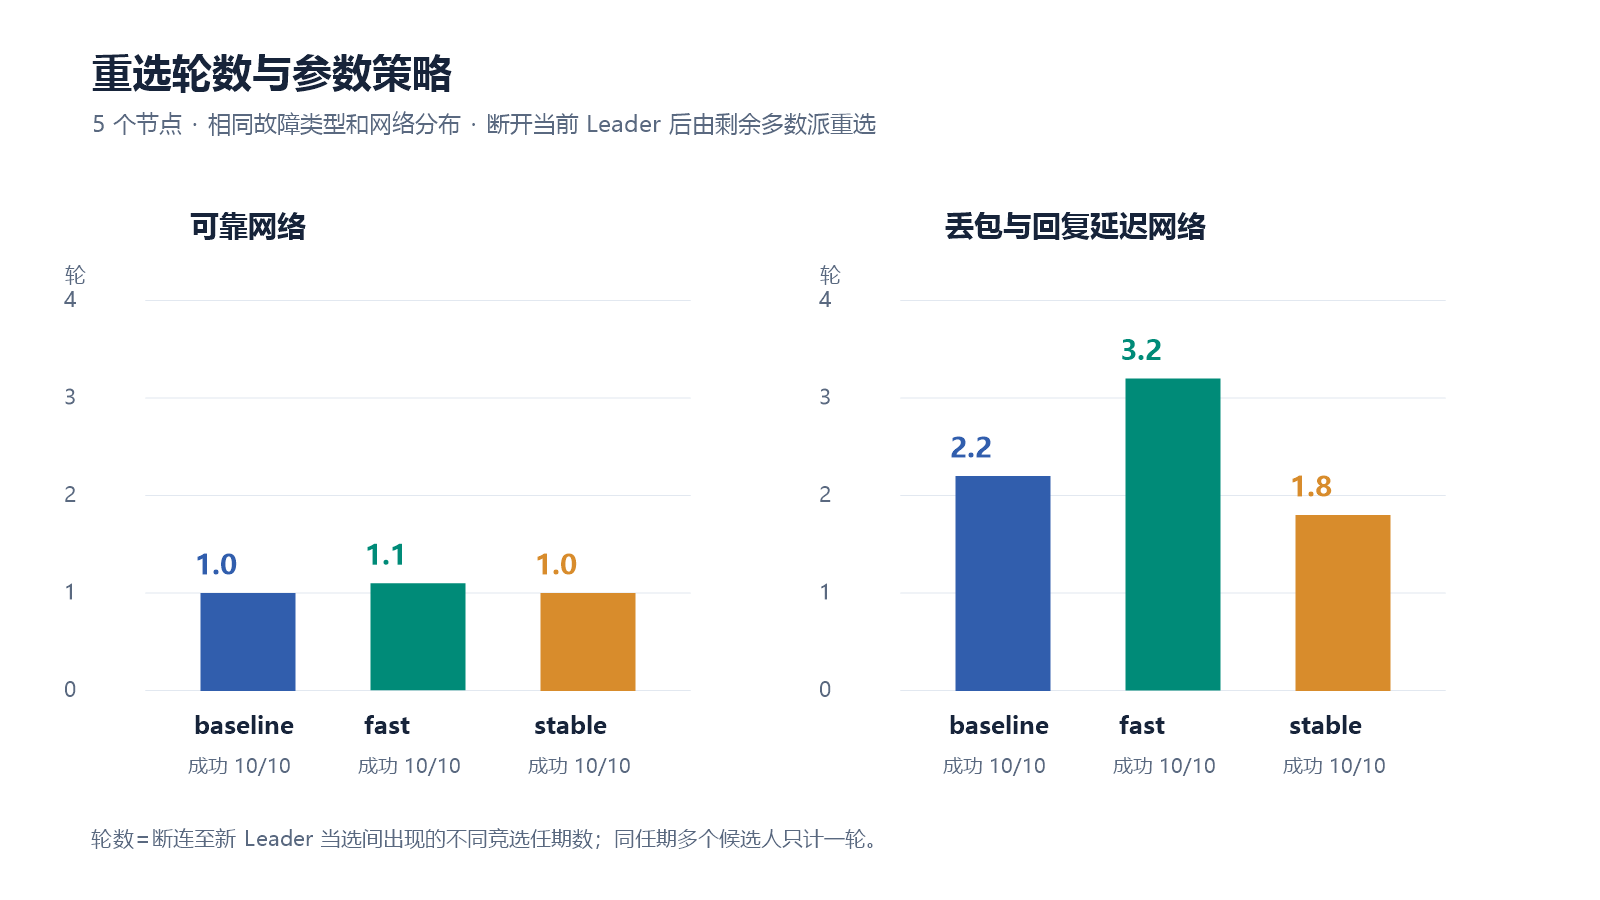 重选轮数与参数策略
5 个节点 · 相同故障类型和网络分布 · 断开当前 Leader 后由剩余多数派重选
可靠网络
轮
4
3
2
1
0
1.0
1.1
1.0
baseline
fast
stable
成功 10/10
成功 10/10
成功 10/10
丢包与回复延迟网络
轮
4
3
2
1
0
2.2
3.2
1.8
baseline
fast
stable
成功 10/10
成功 10/10
成功 10/10
轮数=断连至新 Leader 当选间出现的不同竞选任期数；同任期多个候选人只计一轮。